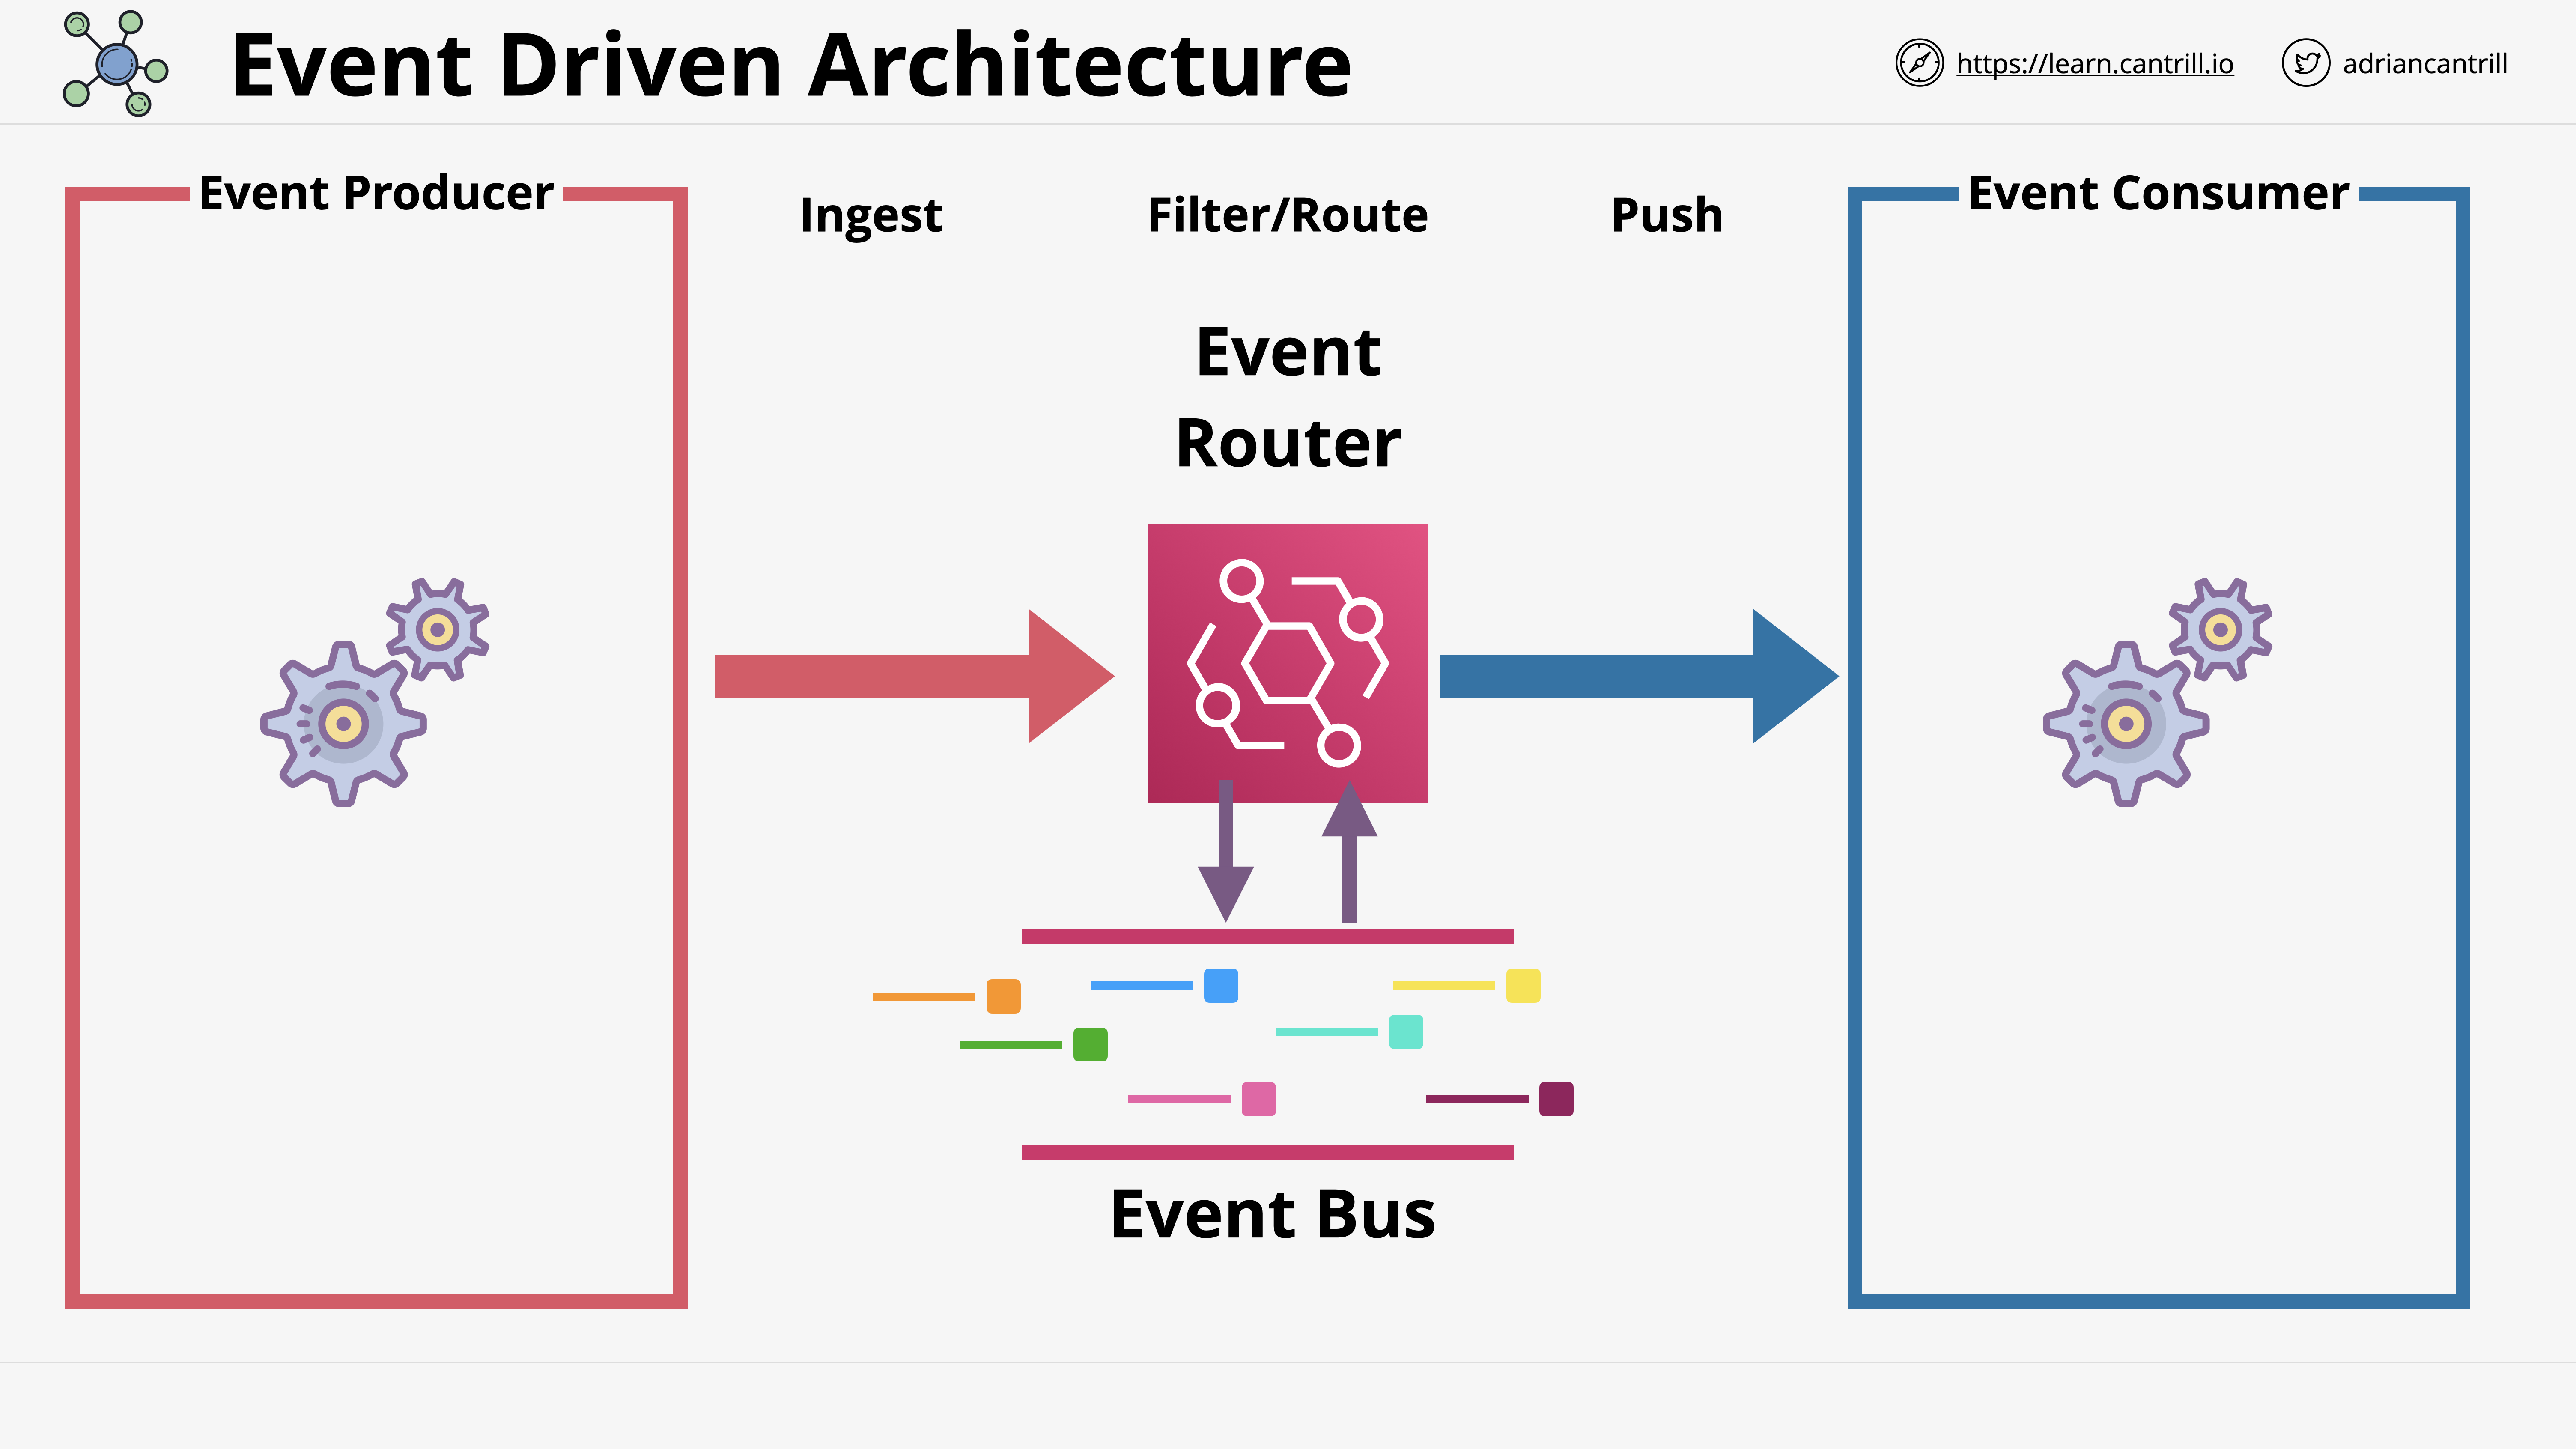 Event Driven Architecture
https://learn.cantrill.io
adriancantrill
Event Producer
Ingest
Filter/Route
Push
Event Consumer
Event
Router
Event Bus